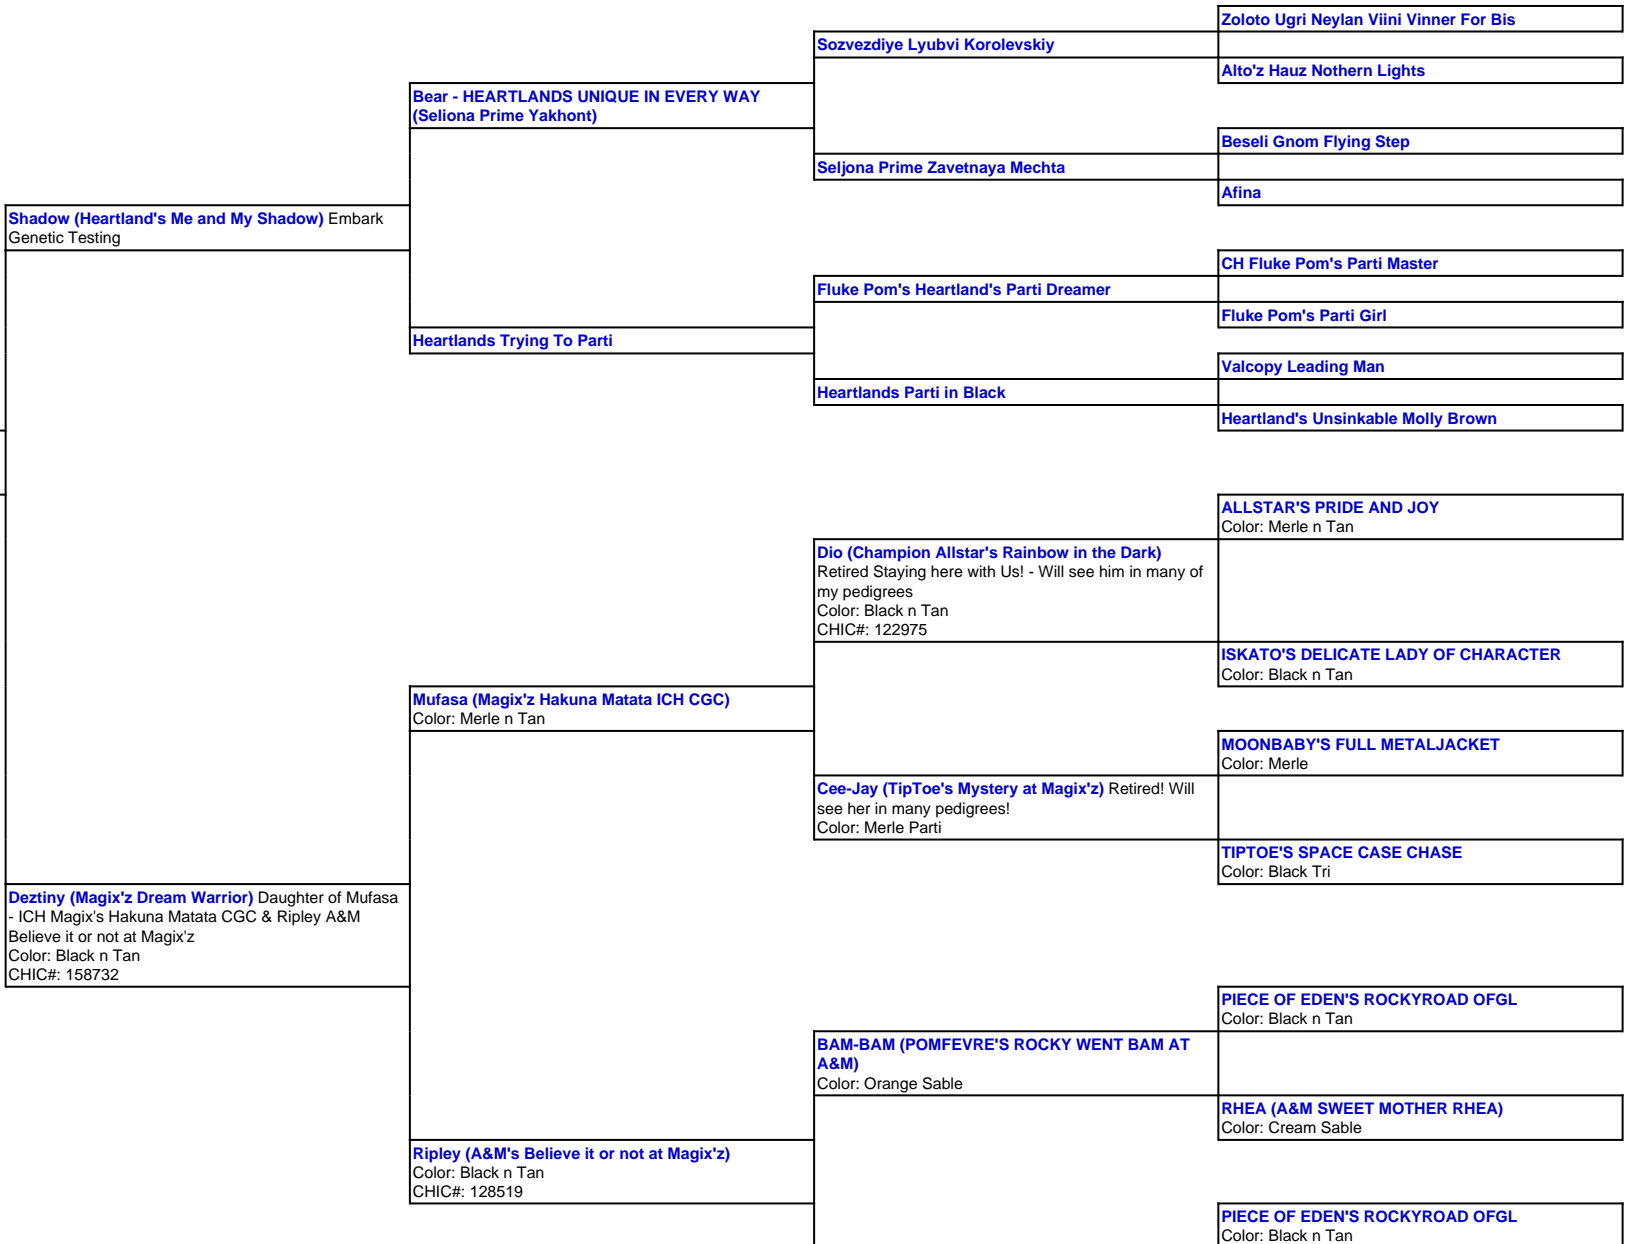 Zoloto Ugri Neylan Viini Vinner For Bis
Sozvezdiye Lyubvi Korolevskiy
Alto'z Hauz Nothern Lights
Bear - HEARTLANDS UNIQUE IN EVERY WAY
(Seliona Prime Yakhont)
Beseli Gnom Flying Step
Seljona Prime Zavetnaya Mechta
Afina
Shadow (Heartland's Me and My Shadow) Embark
Genetic Testing
CH Fluke Pom's Parti Master
Fluke Pom's Heartland's Parti Dreamer
Fluke Pom's Parti Girl
Heartlands Trying To Parti
Valcopy Leading Man
Heartlands Parti in Black
Heartland's Unsinkable Molly Brown
ALLSTAR'S PRIDE AND JOY
Color: Merle n Tan
Dio (Champion Allstar's Rainbow in the Dark)
Retired Staying here with Us! - Will see him in many of
my pedigrees
Color: Black n Tan
CHIC#: 122975
ISKATO'S DELICATE LADY OF CHARACTER
Color: Black n Tan
Mufasa (Magix'z Hakuna Matata ICH CGC)
Color: Merle n Tan
MOONBABY'S FULL METALJACKET
Color: Merle
Cee-Jay (TipToe's Mystery at Magix'z) Retired! Will
see her in many pedigrees!
Color: Merle Parti
TIPTOE'S SPACE CASE CHASE
Color: Black Tri
Deztiny (Magix'z Dream Warrior) Daughter of Mufasa
- ICH Magix's Hakuna Matata CGC & Ripley A&M
Believe it or not at Magix'z
Color: Black n Tan
CHIC#: 158732
PIECE OF EDEN'S ROCKYROAD OFGL
Color: Black n Tan
BAM-BAM (POMFEVRE'S ROCKY WENT BAM AT
A&M)
Color: Orange Sable
RHEA (A&M SWEET MOTHER RHEA)
Color: Cream Sable
Ripley (A&M's Believe it or not at Magix'z)
Color: Black n Tan
CHIC#: 128519
PIECE OF EDEN'S ROCKYROAD OFGL
Color: Black n Tan